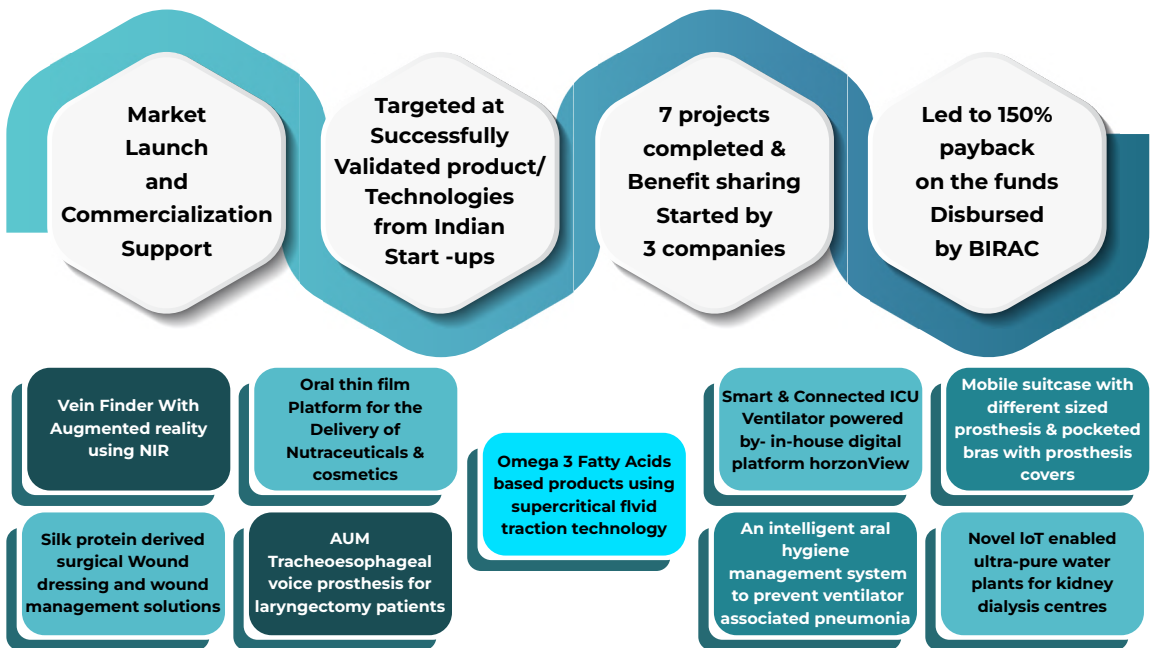 Market
Launch
and
Commercialization
Support
Targeted at
Successfully
Validated product/
Technologies
from Indian
Start -ups
7 projects
completed &
Benefit sharing
Started by
3 companies
Led to 150%
payback
on the funds
Disbursed
by BIRAC
Vein Finder With
Augmented reality
using NIR
Oral thin film
Platform for the
Delivery of
Nutraceuticals &
cosmetics
Omega 3 Fatty Acids
based products using
supercritical flvid
traction technology
Smart & Connected ICU
Ventilator powered
by- in-house digital
platform horzonView
Mobile suitcase with
different sized
prosthesis & pocketed
bras with prosthesis
covers
Silk protein derived
surgical Wound
dressing and wound
management solutions
AUM
Tracheoesophageal
voice prosthesis for
laryngectomy patients
An intelligent aral
hygiene
management system
to prevent ventilator
associated pneumonia
Novel IoT enabled
ultra-pure water
plants for kidney
dialysis centres